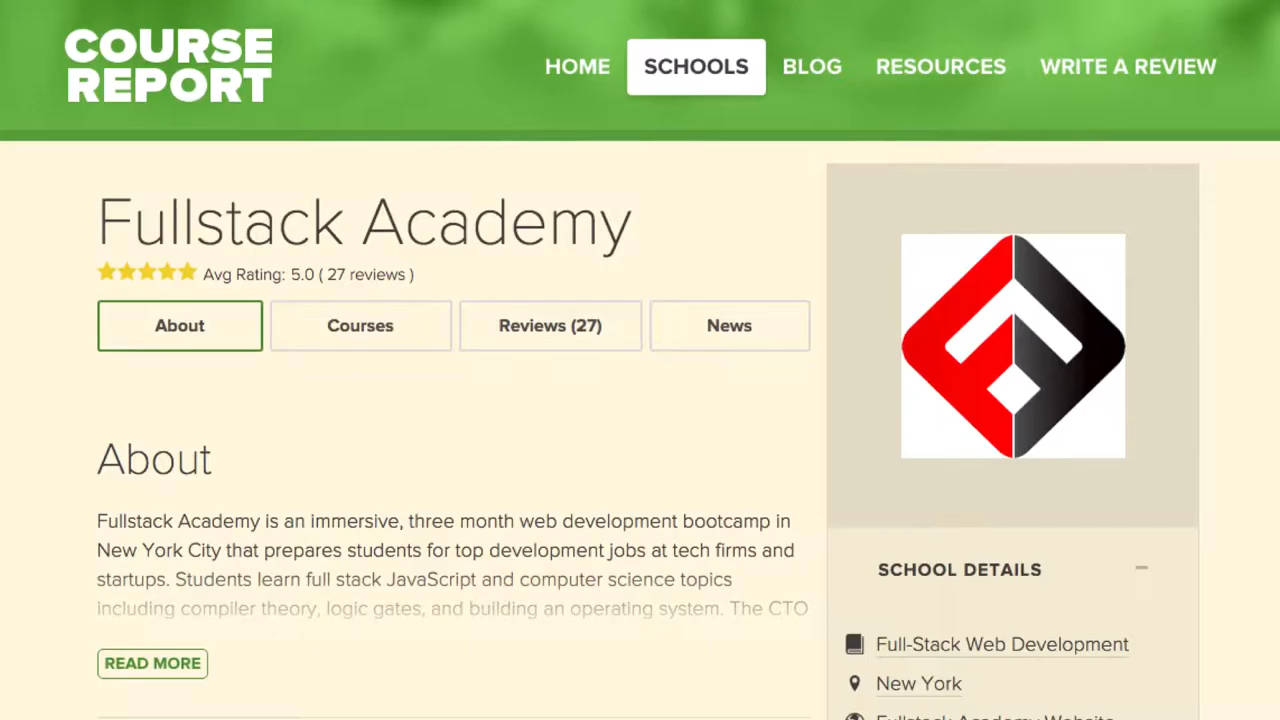 COURSE
REPORT
HOME
SCHOOLS
BLOG
RESOURCES
WRITE A REVIEW
Fullstack Academy
Avg Rating: 5.0 ( 27 reviews )
About
Courses
Reviews (27)
News
About
Fullstack Academy is an immersive, three month web development bootcamp in
New York City that prepares students for top development jobs at tech firms and
startups. Students learn full stack JavaScript and computer science topics
including compiler theory, logic gates, and building an operating system. The CTO
READ MORE
SCHOOL DETAILS
Full-Stack Web Development
New York
Fullstack Academy Website